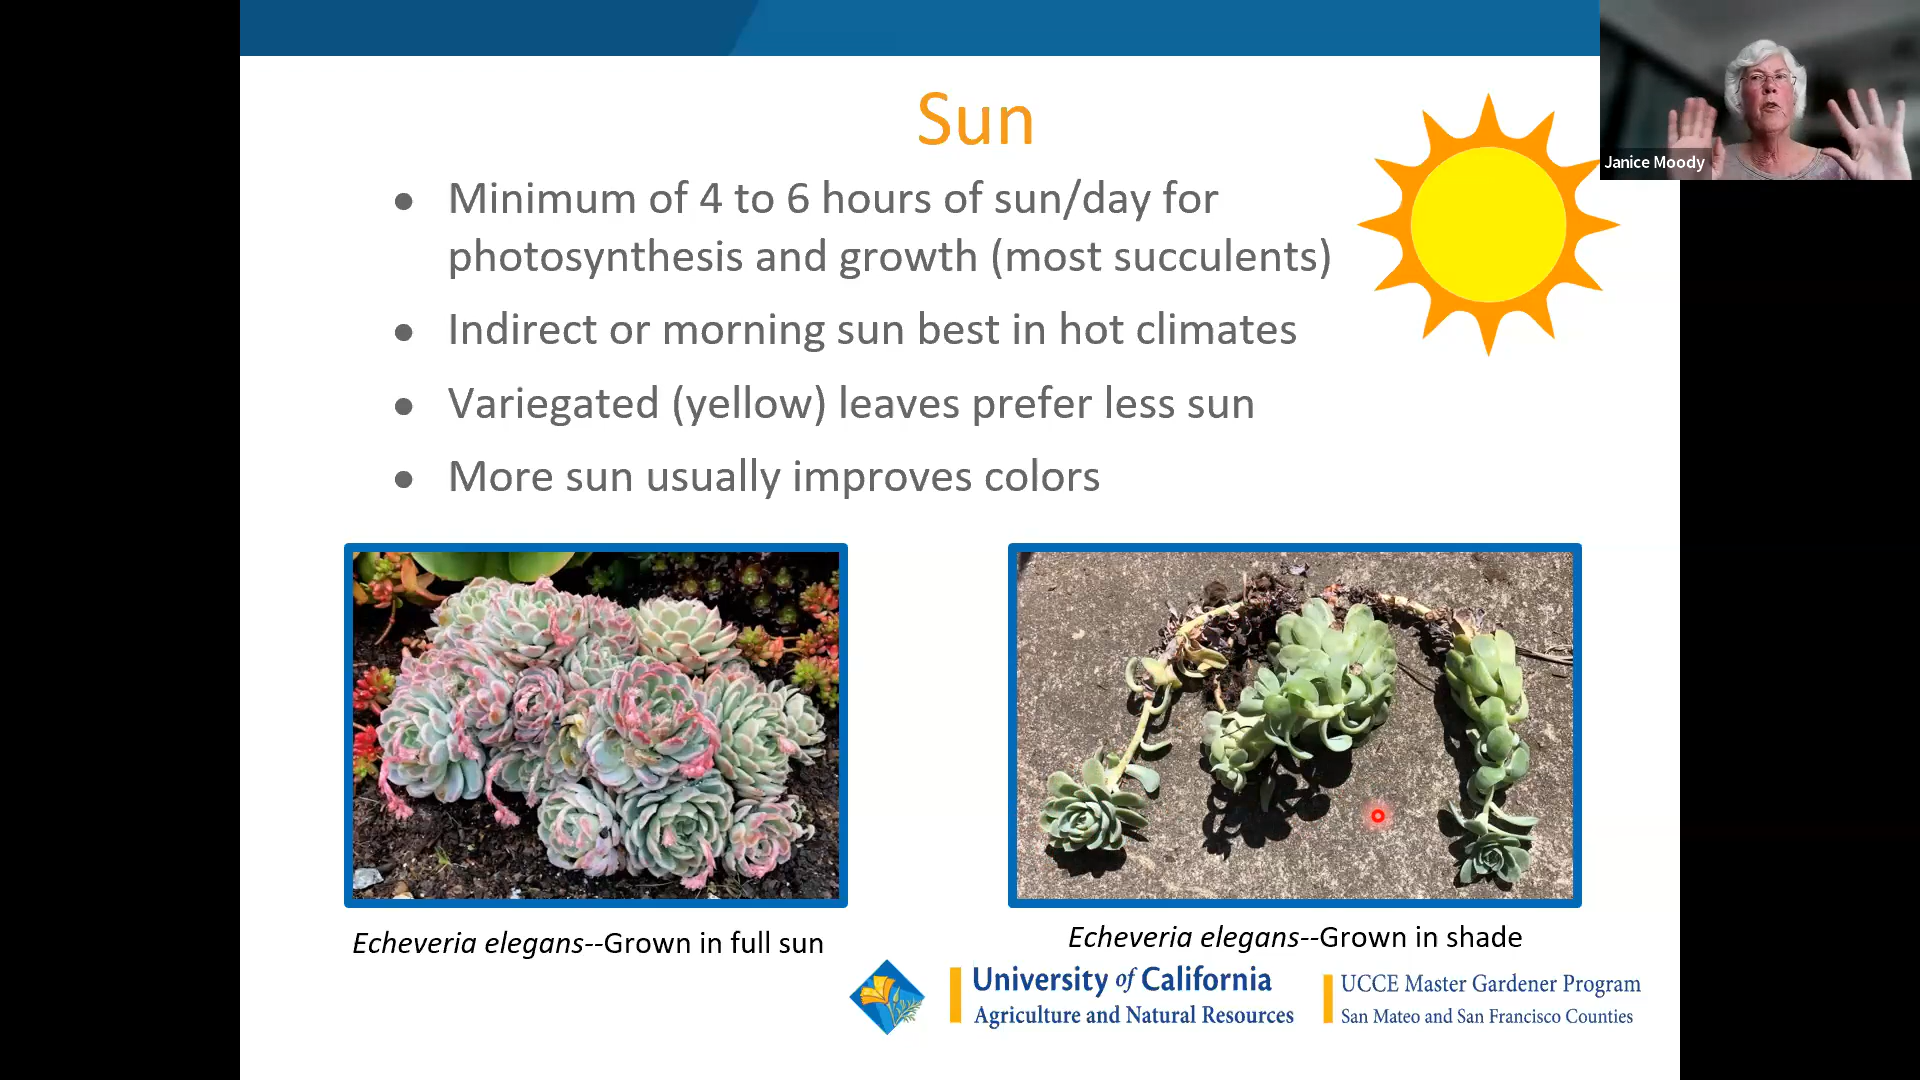 Sun
Janice Moody
● Minimum of 4 to 6 hours of sun/day for
photosynthesis and growth (most succulents)
● Indirect or morning sun best in hot climates
● Variegated (yellow) leaves prefer less sun
● More sun usually improves colors
Echeveria elegans--Grown in full sun
Echeveria elegans--Grown in shade
University of California
Agriculture and Natural Resources
UCCE Master Gardener Program
San Mateo and San Francisco Counties